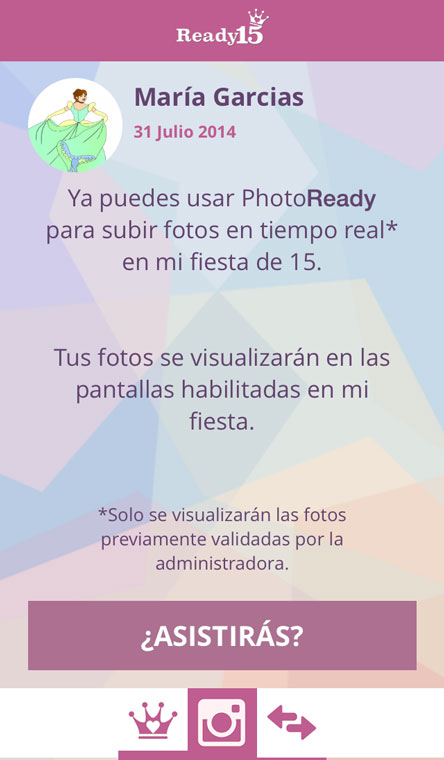 Ready15
María Garcias
31 Julio 2014
Ya puedes usar PhotoReady
para subir fotos en tiempo real*
en mi fiesta de 15.
Tus fotos se visualizarán en las
pantallas habilitadas en mi
fiesta.
*Solo se visualizarán las fotos
previamente validadas por la
administradora.
¿ASISTIRÁS?